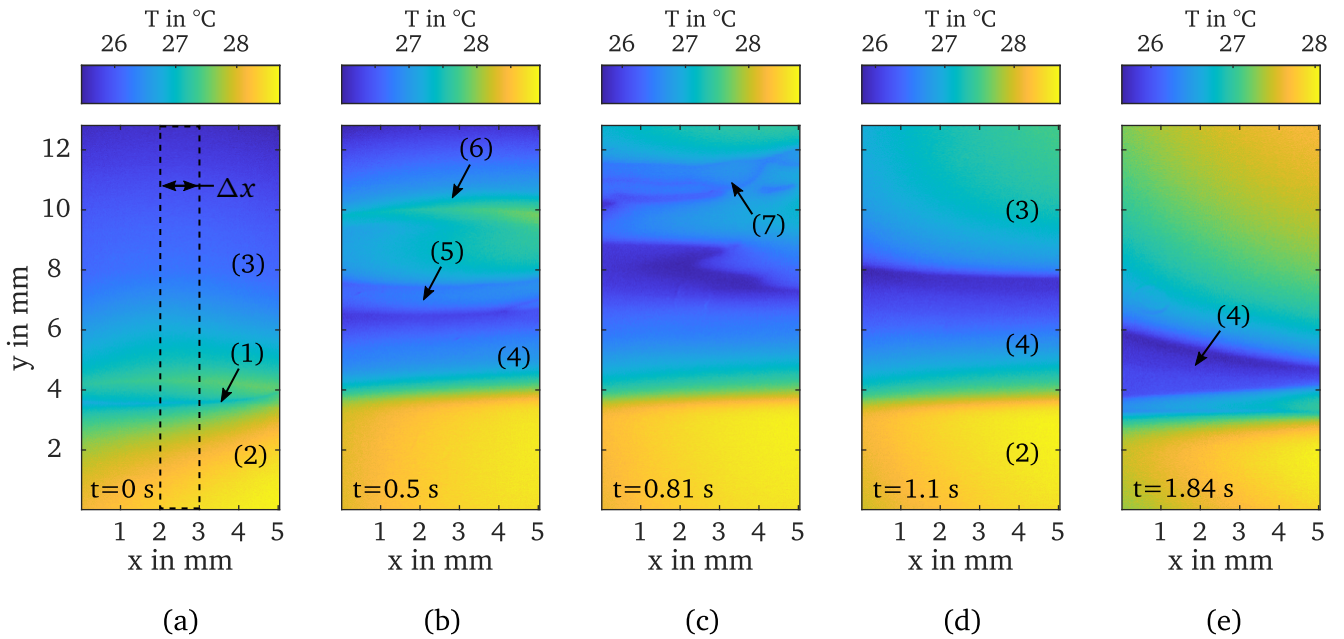 T in °C T in °C T in °C T in °C T in °C
26 27 28 27 28 27 28 26 27 28 26 27 28
12
10
8
6
4
2
y in mm
Δx
(3)
(1)
(2)
t=0 s
(6)
(5)
(4)
t=0.5 s
(7)
t=0.81 s
(3)
(4)
(2)
t=1.1 s
(4)
t=1.84 s
1 2 3 4 5 1 2 3 4 5 1 2 3 4 5 1 2 3 4 5 1 2 3 4 5
x in mm x in mm x in mm x in mm x in mm
(a) (b) (c) (d) (e)